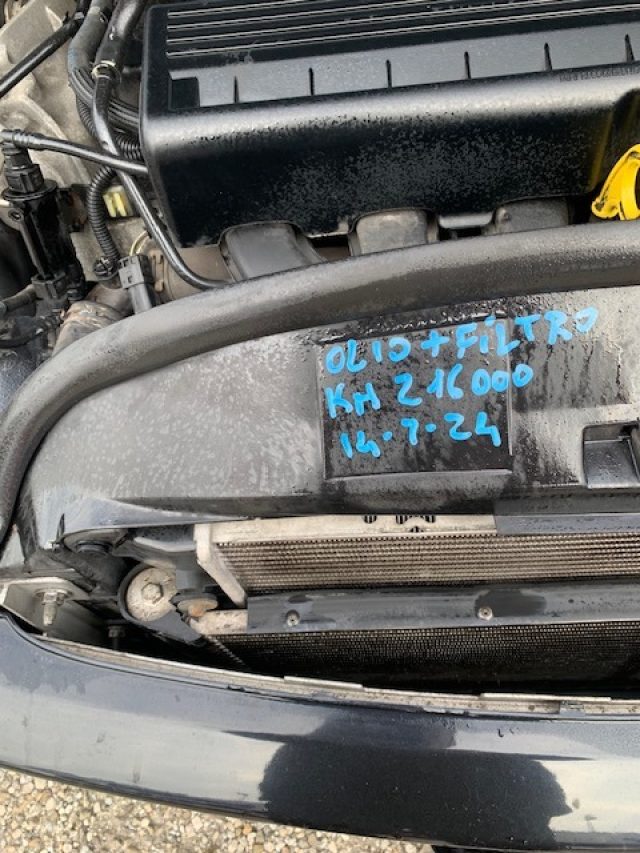 OLIO + FiLTRO
KM 216000
14-7-24